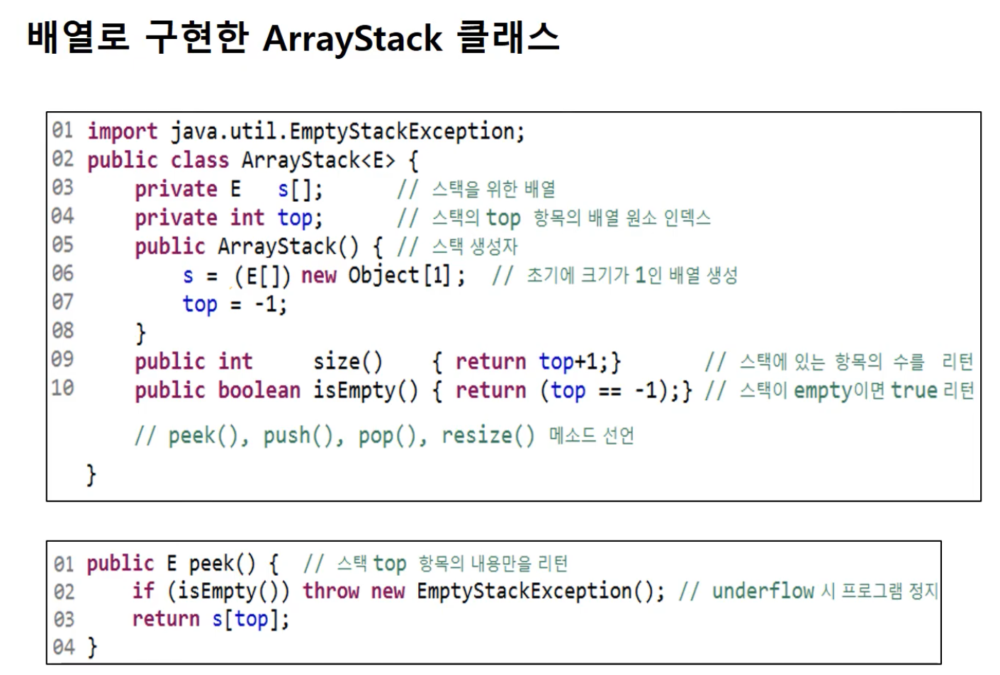 배열로 구현한 ArrayStack 클래스
01 import java.util.EmptyStackException;
02 public class ArrayStack<E> {
03 private E s[]; // 스택을 위한 배열
04 private int top; // 스택의 top 항목의 배열 원소 인덱스
05 public ArrayStack() { // 스택 생성자
06 s = (E[]) new Object[1]; // 초기에 크기가 1인 배열 생성
07 top = -1;
08 }
09 public int size() { return top+1;} // 스택에 있는 항목의 수를 리턴
10 public boolean isEmpty() { return (top == -1);} // 스택이 empty이면 true 리턴
// peek(), push(), pop(), resize() 메소드 선언
}
01 public E peek() { // 스택 top 항목의 내용만을 리턴
02 if (isEmpty()) throw new EmptyStackException(); // underflow 시 프로그램 정지
03 return s[top];
04 }